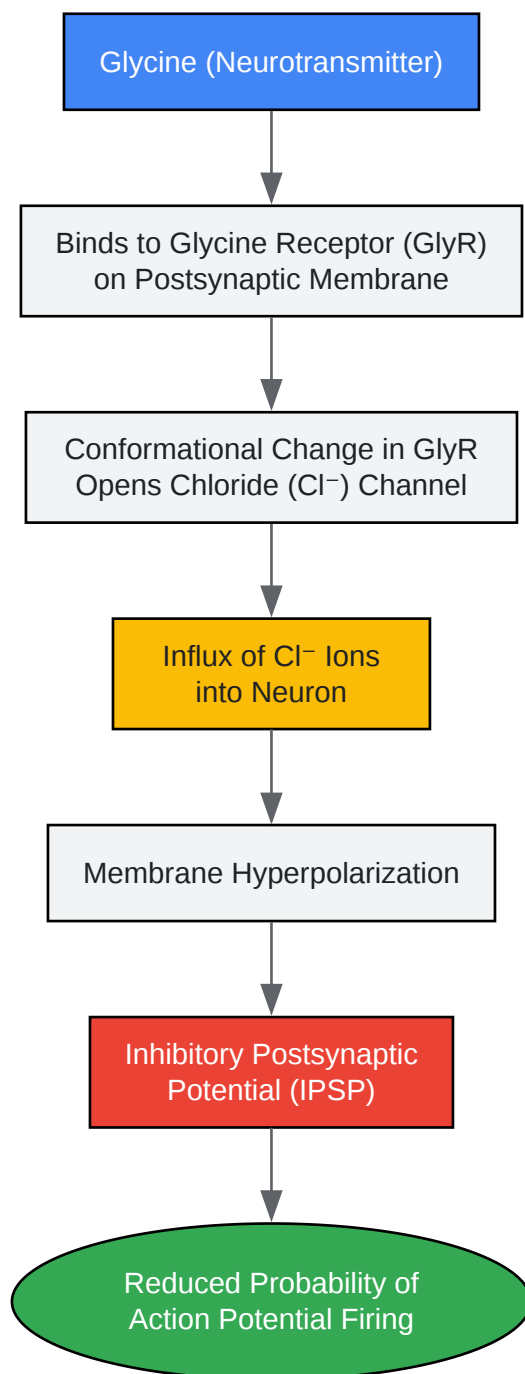 Glycine (Neurotransmitter)
Binds to Glycine Receptor (GlyR)
on Postsynaptic Membrane
Conformational Change in GlyR
Opens Chloride (Cl⁻) Channel
Influx of Cl⁻ Ions
into Neuron
Membrane Hyperpolarization
Inhibitory Postsynaptic
Potential (IPSP)
Reduced Probability of
Action Potential Firing